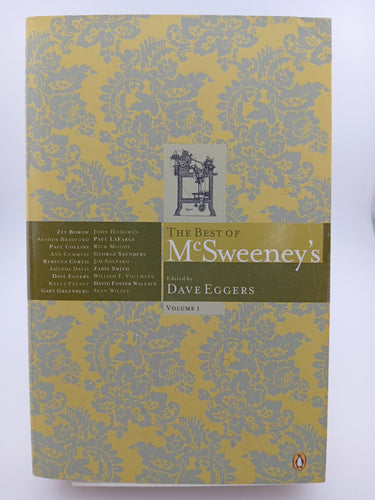 THE BEST OF
McSWEENEY'S
Edited by
DAVE EGGERS
VOLUME 1
ZEV BOROW
ARTHUR BRADFORD
PAUL COLLINS
ANN CUMMINS
REBECCA CURTIS
AMANDA DAVIS
DAVE EGGERS
KELLY FEENEY
GARY GREENBERG
JOHN HODGMAN
PAUL LAFARGE
RICK MOODY
GEORGE SAUNDERS
JIM SHEPARD
ZADIE SMITH
WILLIAM T. VOLLMANN
DAVID FOSTER WALLACE
SEAN WILSEY